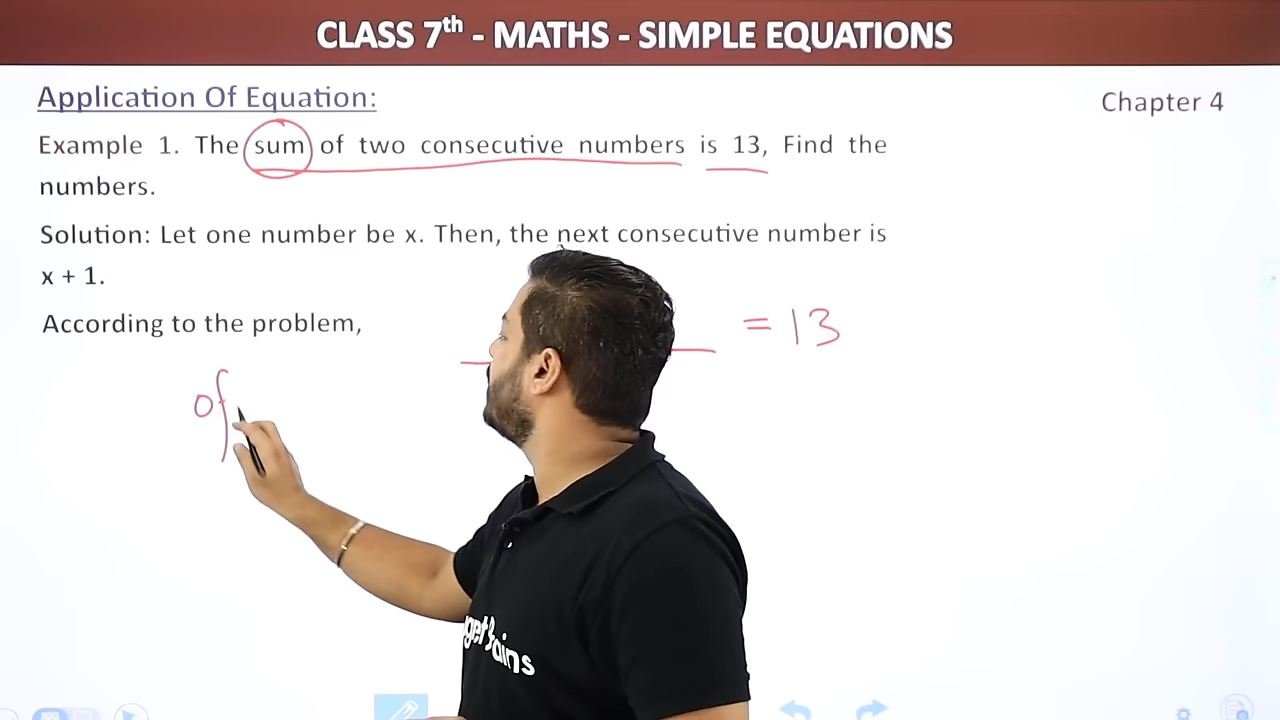 CLASS 7th - MATHS - SIMPLE EQUATIONS
Application Of Equation:
Chapter 4
Example 1. The sum of two consecutive numbers is 13, Find the
numbers.
Solution: Let one number be x. Then, the next consecutive number is
x + 1.
According to the problem,
= 13
of